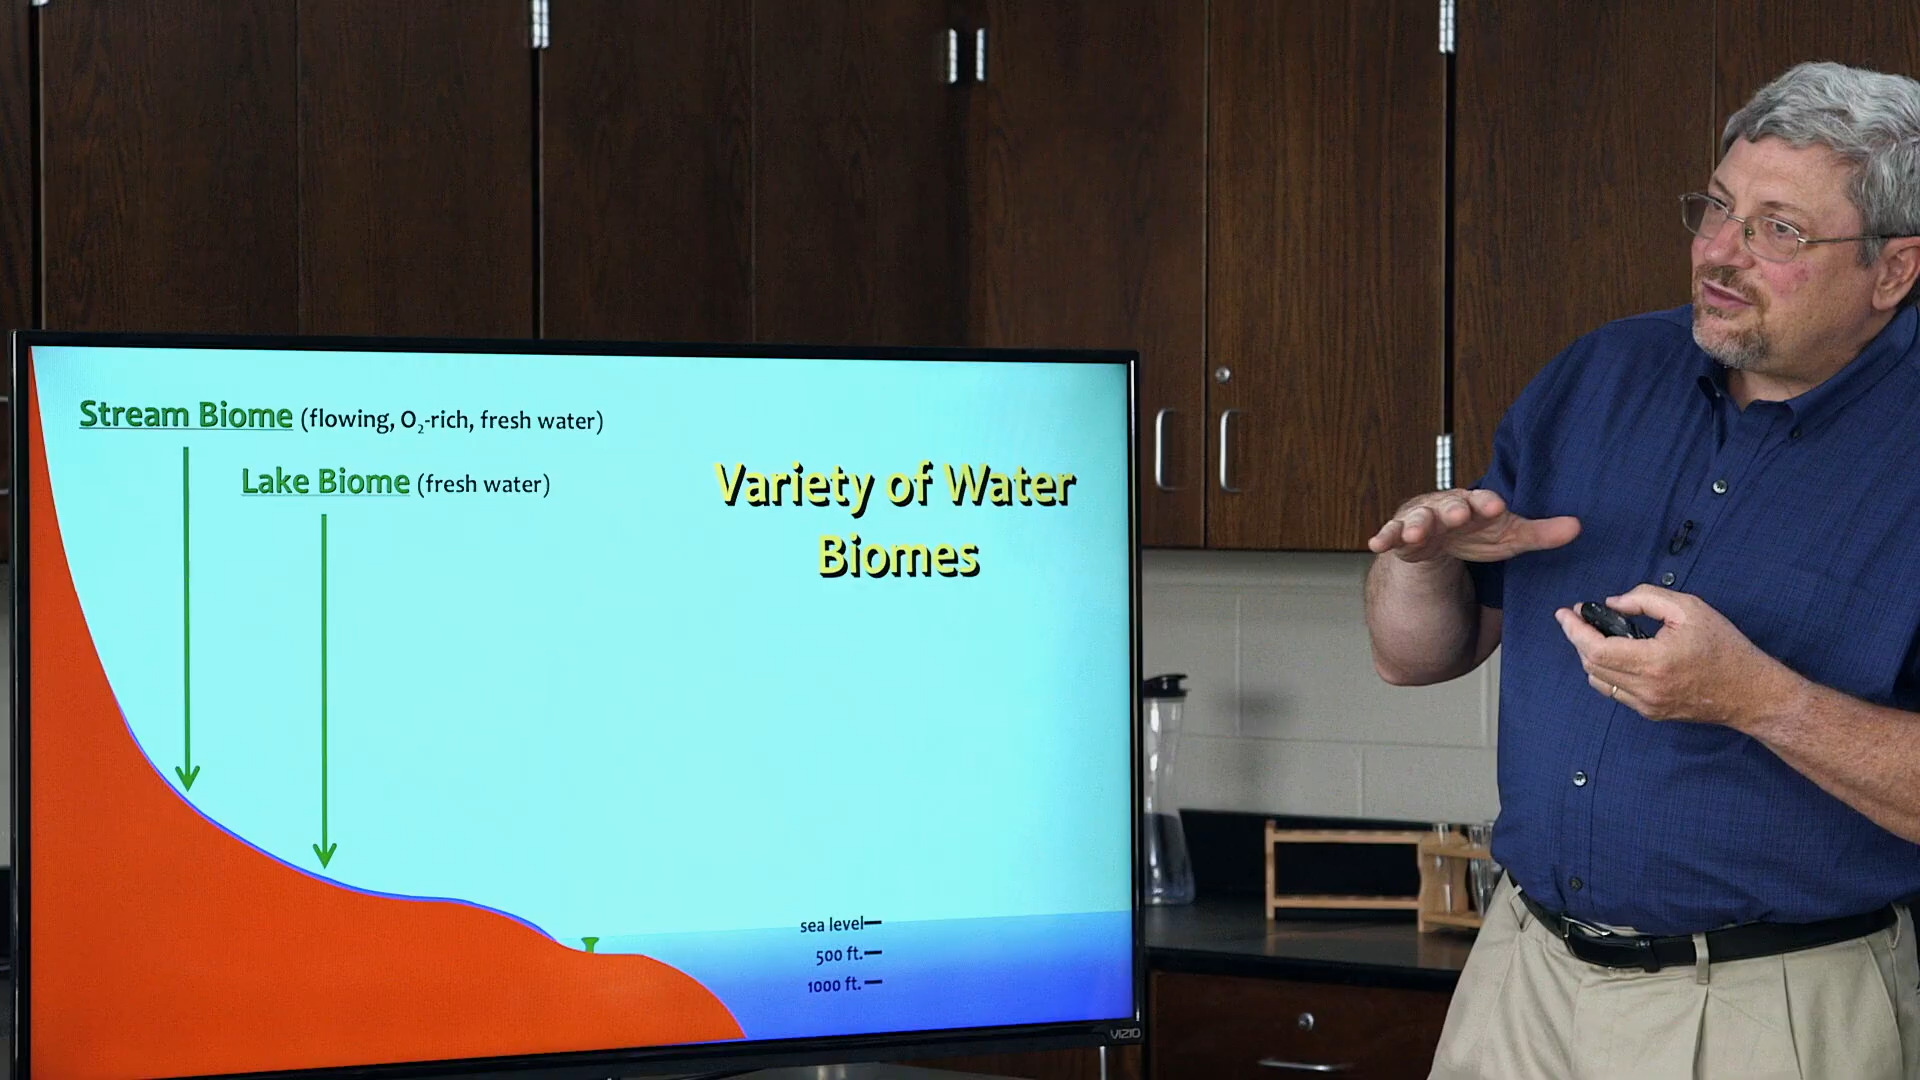 Stream Biome (flowing, O₂-rich, fresh water)
Lake Biome (fresh water)
Variety of Water
Biomes
sea level
500 ft.
1000 ft.
VIZIO